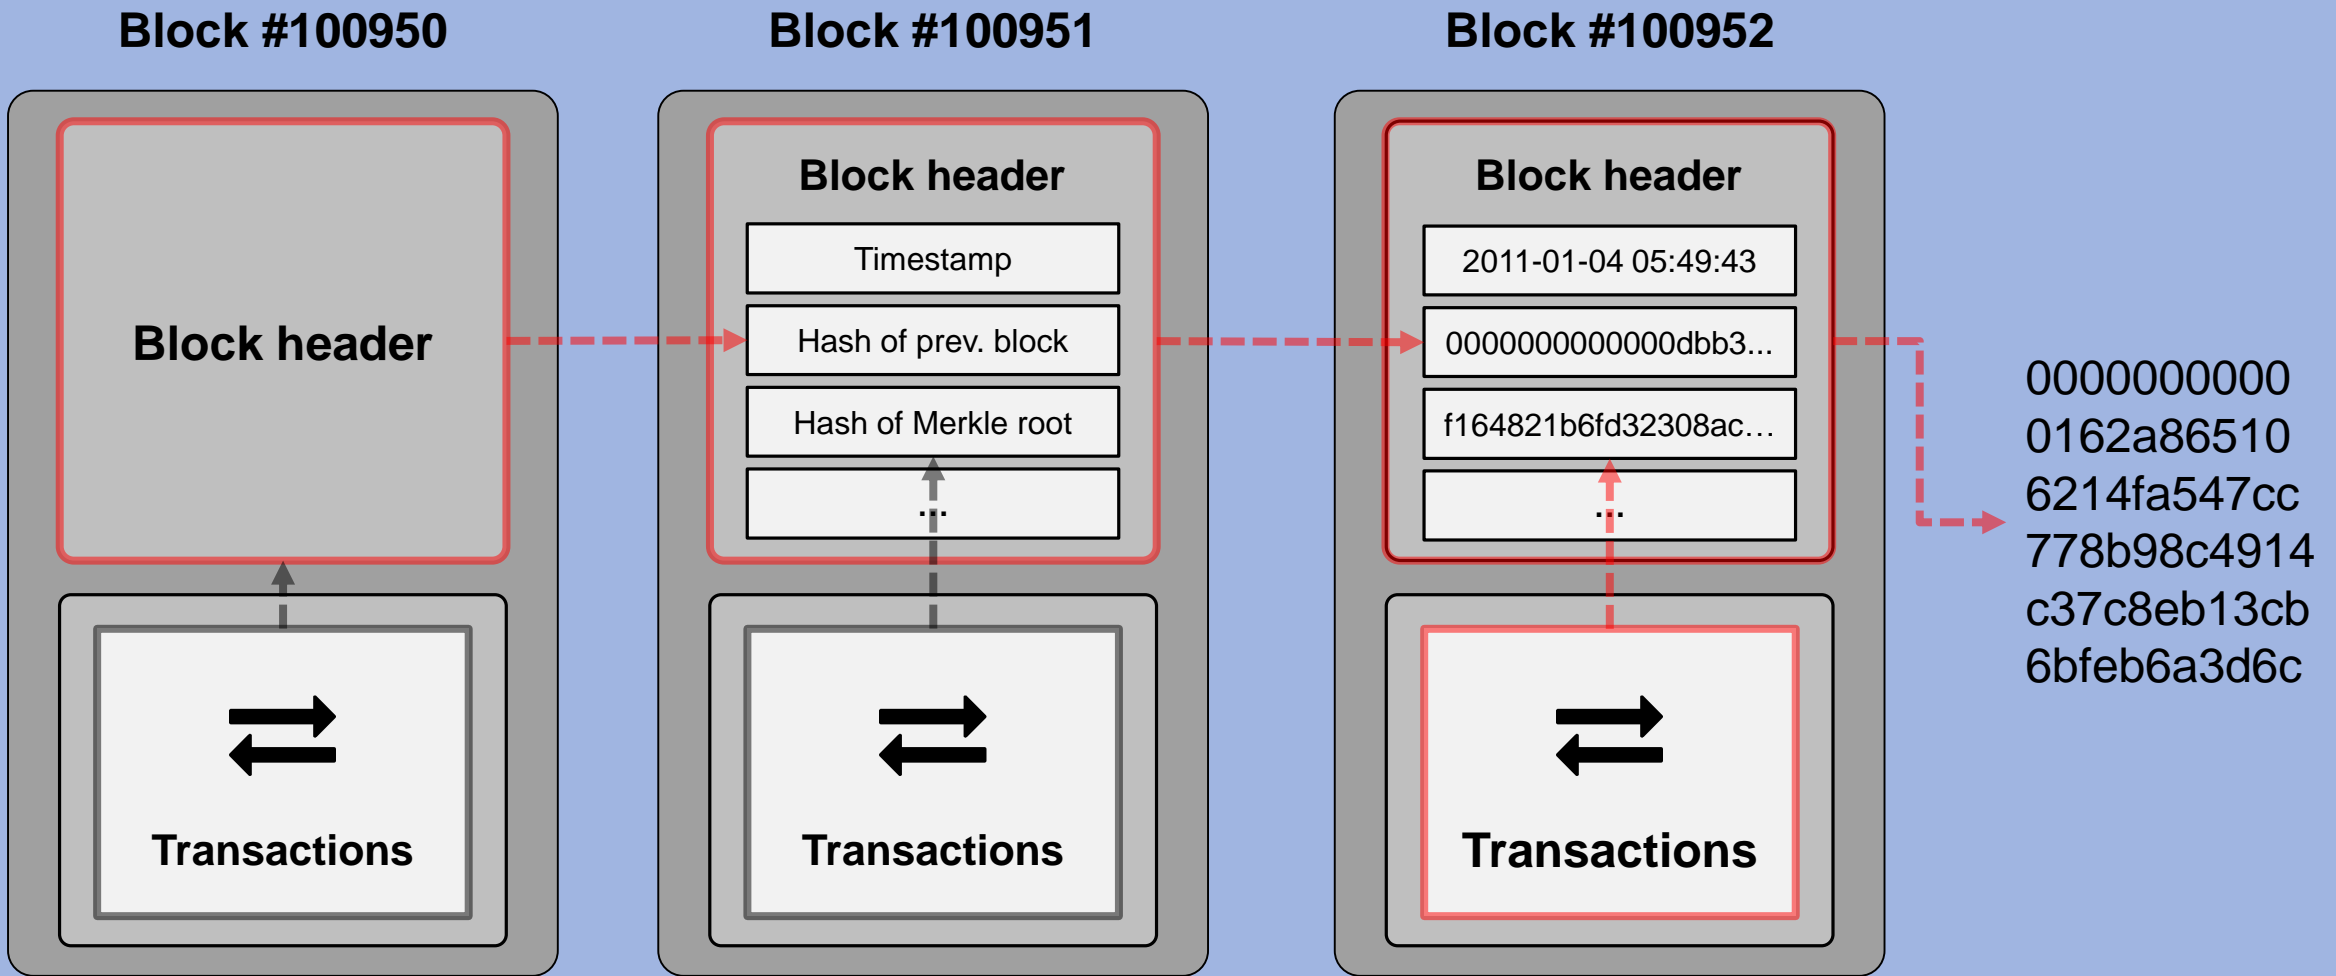 Block #100950
Block #100951
Block #100952
Block header
Transactions
Block header
Timestamp
Hash of prev. block
Hash of Merkle root
...
Transactions
Block header
2011-01-04 05:49:43
0000000000000dbb3...
f164821b6fd32308ac...
...
Transactions
0000000000
0162a86510
6214fa547cc
778b98c4914
c37c8eb13cb
6bfeb6a3d6c